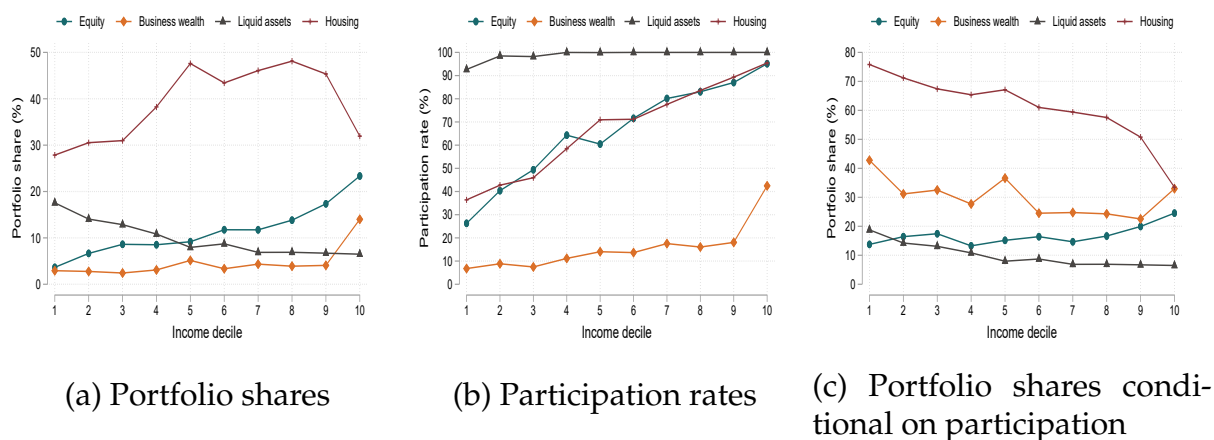 Equity Business wealth Liquid assets Housing
Portfolio share (%)
50
40
30
20
10
0
1 2 3 4 5 6 7 8 9 10
Income decile
(a) Portfolio shares
Equity Business wealth Liquid assets Housing
Participation rate (%)
100
90
80
70
60
50
40
30
20
10
0
1 2 3 4 5 6 7 8 9 10
Income decile
(b) Participation rates
Equity Business wealth Liquid assets Housing
Portfolio share (%)
80
70
60
50
40
30
20
10
0
1 2 3 4 5 6 7 8 9 10
Income decile
(c) Portfolio shares condi-
tional on participation